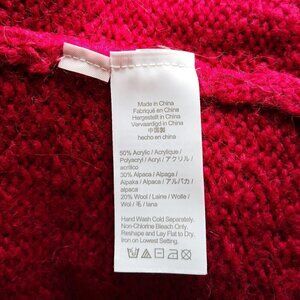 Made in China
Fabriqué en Chine
Hergestellt in China
Vervaardigd in China
中国製
hecho en china
50% Acrylic / Acrylique /
Polyacryl / Acryl / アクリル /
acrílico
30% Alpaca / Alpaga /
Alpaka / Alpaca / アルパカ /
alpaca
20% Wool / Laine / Wolle /
Wol / 毛 / lana
Hand Wash Cold Separately.
Non-Chlorine Bleach Only.
Reshape and Lay Flat to Dry.
Iron on Lowest Setting.